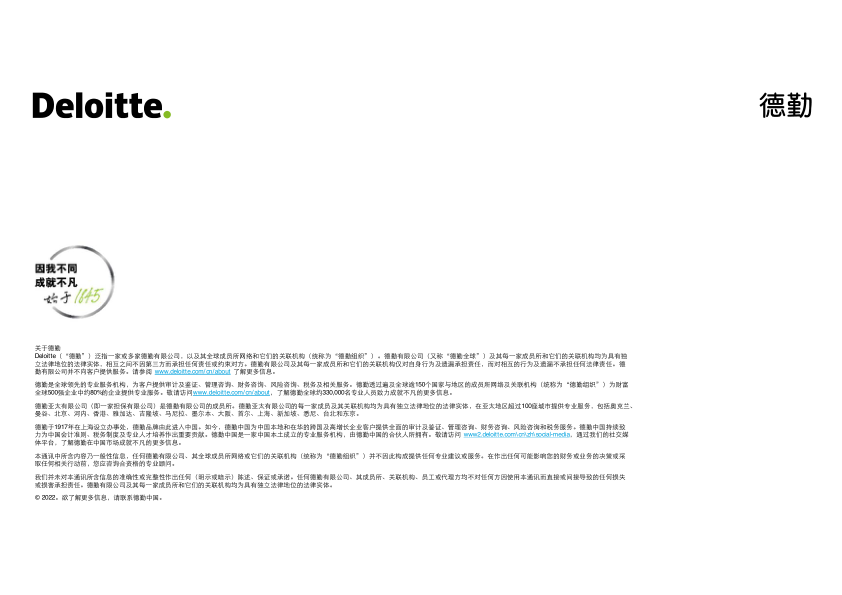 Deloitte.
德勤
因我不同
成就不凡
始于1845
关于德勤
Deloitte（“德勤”）泛指一家或多家德勤有限公司，以及其全球成员所网络和它们的关联机构（统称为“德勤组织”）。德勤有限公司（又称“德勤全球”）及其每一家成员所和它们的关联机构均为具有独
立法律地位的法律实体，相互之间不因第三方而承担任何责任或约束对方。德勤有限公司及其每一家成员所和它们的关联机构仅对自身行为及遗漏承担责任，而对相互的行为及遗漏不承担任何法律责任。德
勤有限公司并不向客户提供服务。请参阅 www.deloitte.com/cn/about 了解更多信息。
德勤是全球领先的专业服务机构，为客户提供审计及鉴证、管理咨询、财务咨询、风险咨询、税务及相关服务。德勤透过遍及全球逾150个国家与地区的成员所网络及关联机构（统称为“德勤组织”）为财富
全球500强企业中约80%的企业提供专业服务。敬请访问www.deloitte.com/cn/about，了解德勤全球约330,000名专业人员致力成就不凡的更多信息。
德勤亚太有限公司（即一家担保有限公司）是德勤有限公司的成员所。德勤亚太有限公司的每一家成员及其关联机构均为具有独立法律地位的法律实体，在亚太地区超过100座城市提供专业服务，包括奥克兰、
曼谷、北京、河内、香港、雅加达、吉隆坡、马尼拉、墨尔本、大阪、首尔、上海、新加坡、悉尼、台北和东京。
德勤于1917年在上海设立办事处，德勤品牌由此进入中国。如今，德勤中国为中国本地和在华的跨国及高增长企业客户提供全面的审计及鉴证、管理咨询、财务咨询、风险咨询和税务服务。德勤中国持续致
力为中国会计准则、税务制度及专业人才培养作出重要贡献。德勤中国是一家中国本土成立的专业服务机构，由德勤中国的合伙人所拥有。敬请访问 www2.deloitte.com/cn/zh/social-media，通过我们的社交媒
体平台，了解德勤在中国市场成就不凡的更多信息。
本通讯中所含内容乃一般性信息，任何德勤有限公司、其全球成员所网络或它们的关联机构（统称为“德勤组织”）并不因此构成提供任何专业建议或服务。在作出任何可能影响您的财务或业务的决策或采
取任何相关行动前，您应咨询合资格的专业顾问。
我们并未对本通讯所含信息的准确性或完整性作出任何（明示或暗示）陈述、保证或承诺。任何德勤有限公司、其成员所、关联机构、员工或代理方均不对任何方因使用本通讯而直接或间接导致的任何损失
或损害承担责任。德勤有限公司及其每一家成员所和它们的关联机构均为具有独立法律地位的法律实体。
© 2022。欲了解更多信息，请联系德勤中国。